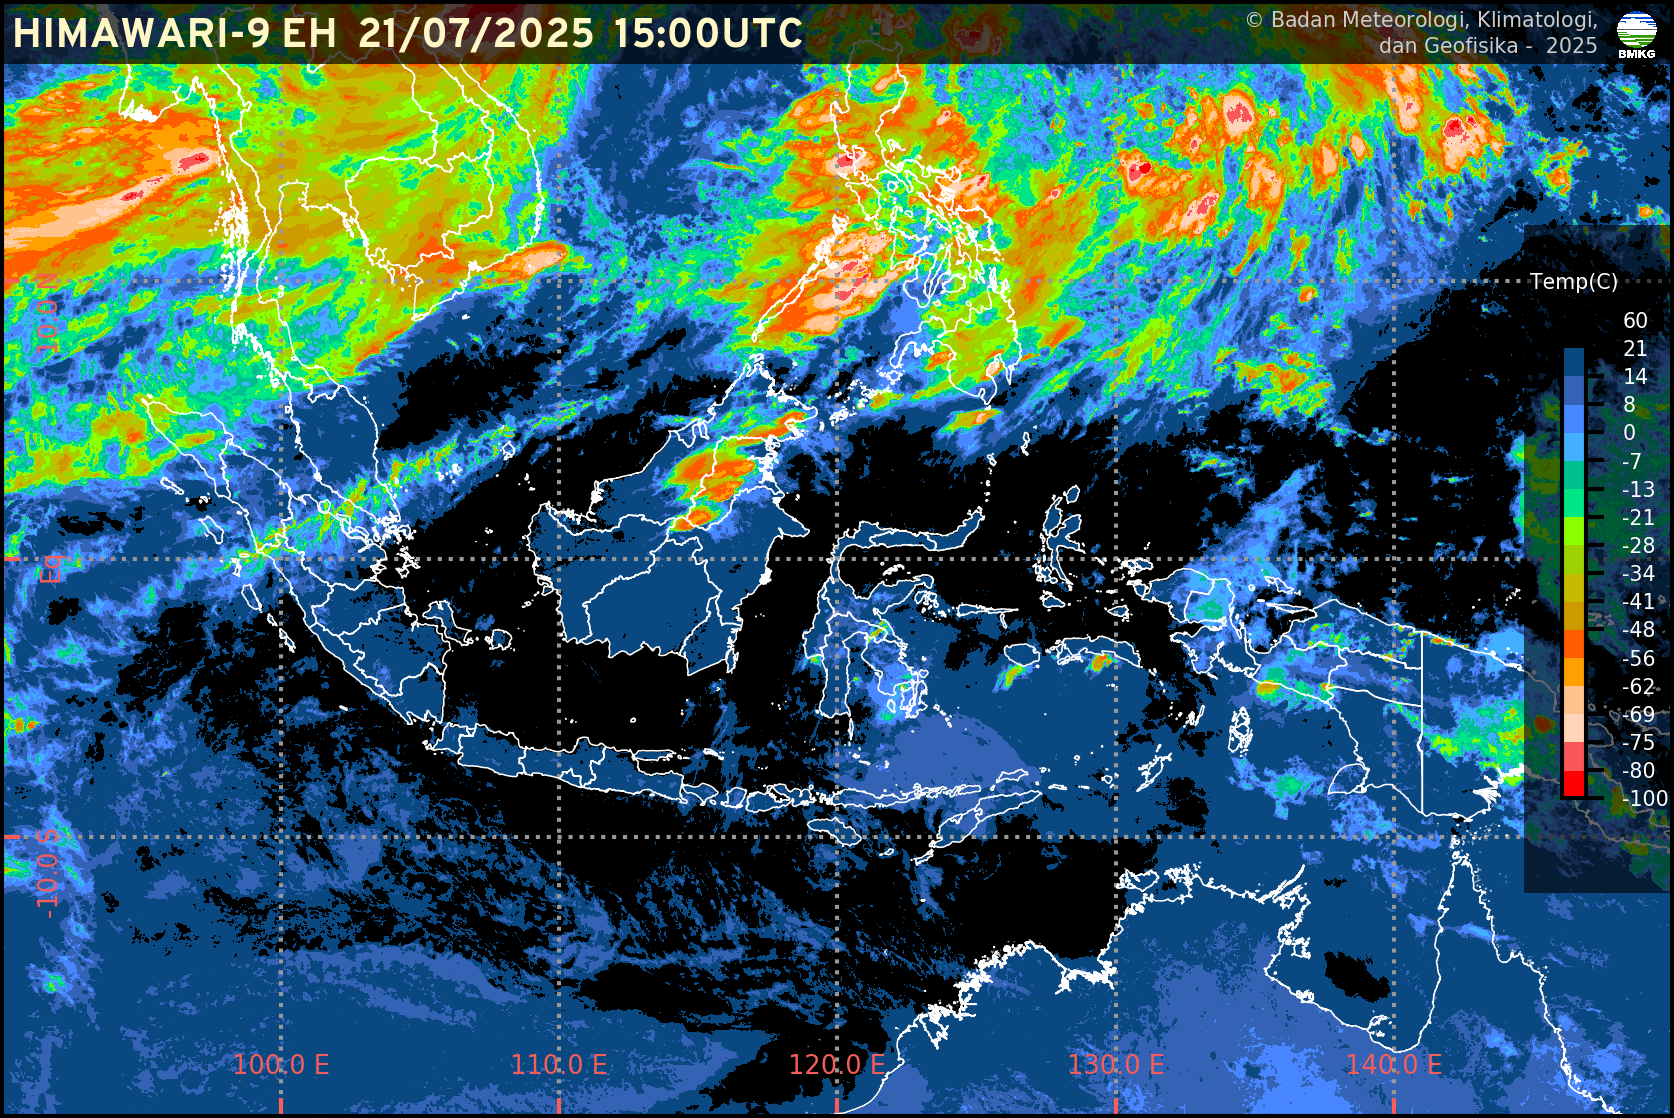 HIMAWARI-9 EH 21/07/2025 15:00UTC
© Badan Meteorologi, Klimatologi,
dan Geofisika - 2025
BMKG
Temp(C)
60
21
14
8
0
-7
-13
-21
-28
-34
-41
-48
-56
-62
-69
-75
-80
-100
10.0 N
Eq
-10.0 S
100.0 E
110.0 E
120.0 E
130.0 E
140.0 E